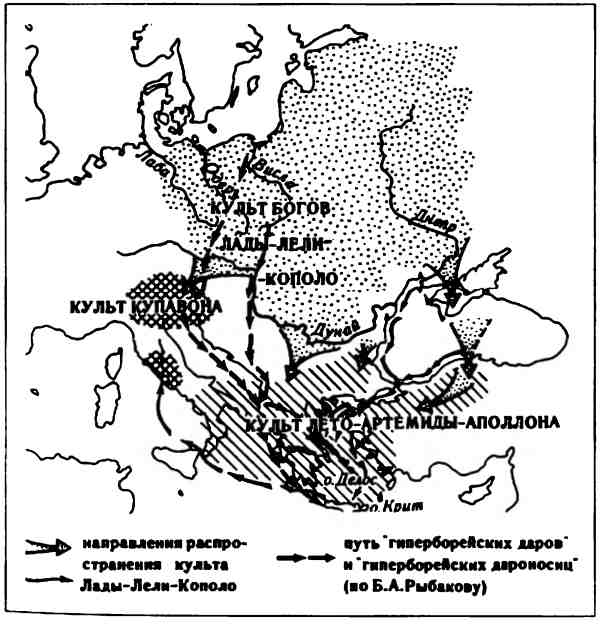 Лаба
Одра
Висла
КУЛЬТ БОГОВ
ЛАДЫ-ЛЕЛИ-
-КОПОЛО
Днепр
КУЛЬТ КУПАВОНА
Дунай
КУЛЬТ ЛЕТО-АРТЕМИДЫ-АПОЛЛОНА
о. Делос
о. Крит
направления распро-
странения культа
Лады-Лели-Кополо
путь "гиперборейских даров"
и "гиперборейских дароносиц"
(по Б.А.Рыбакову)